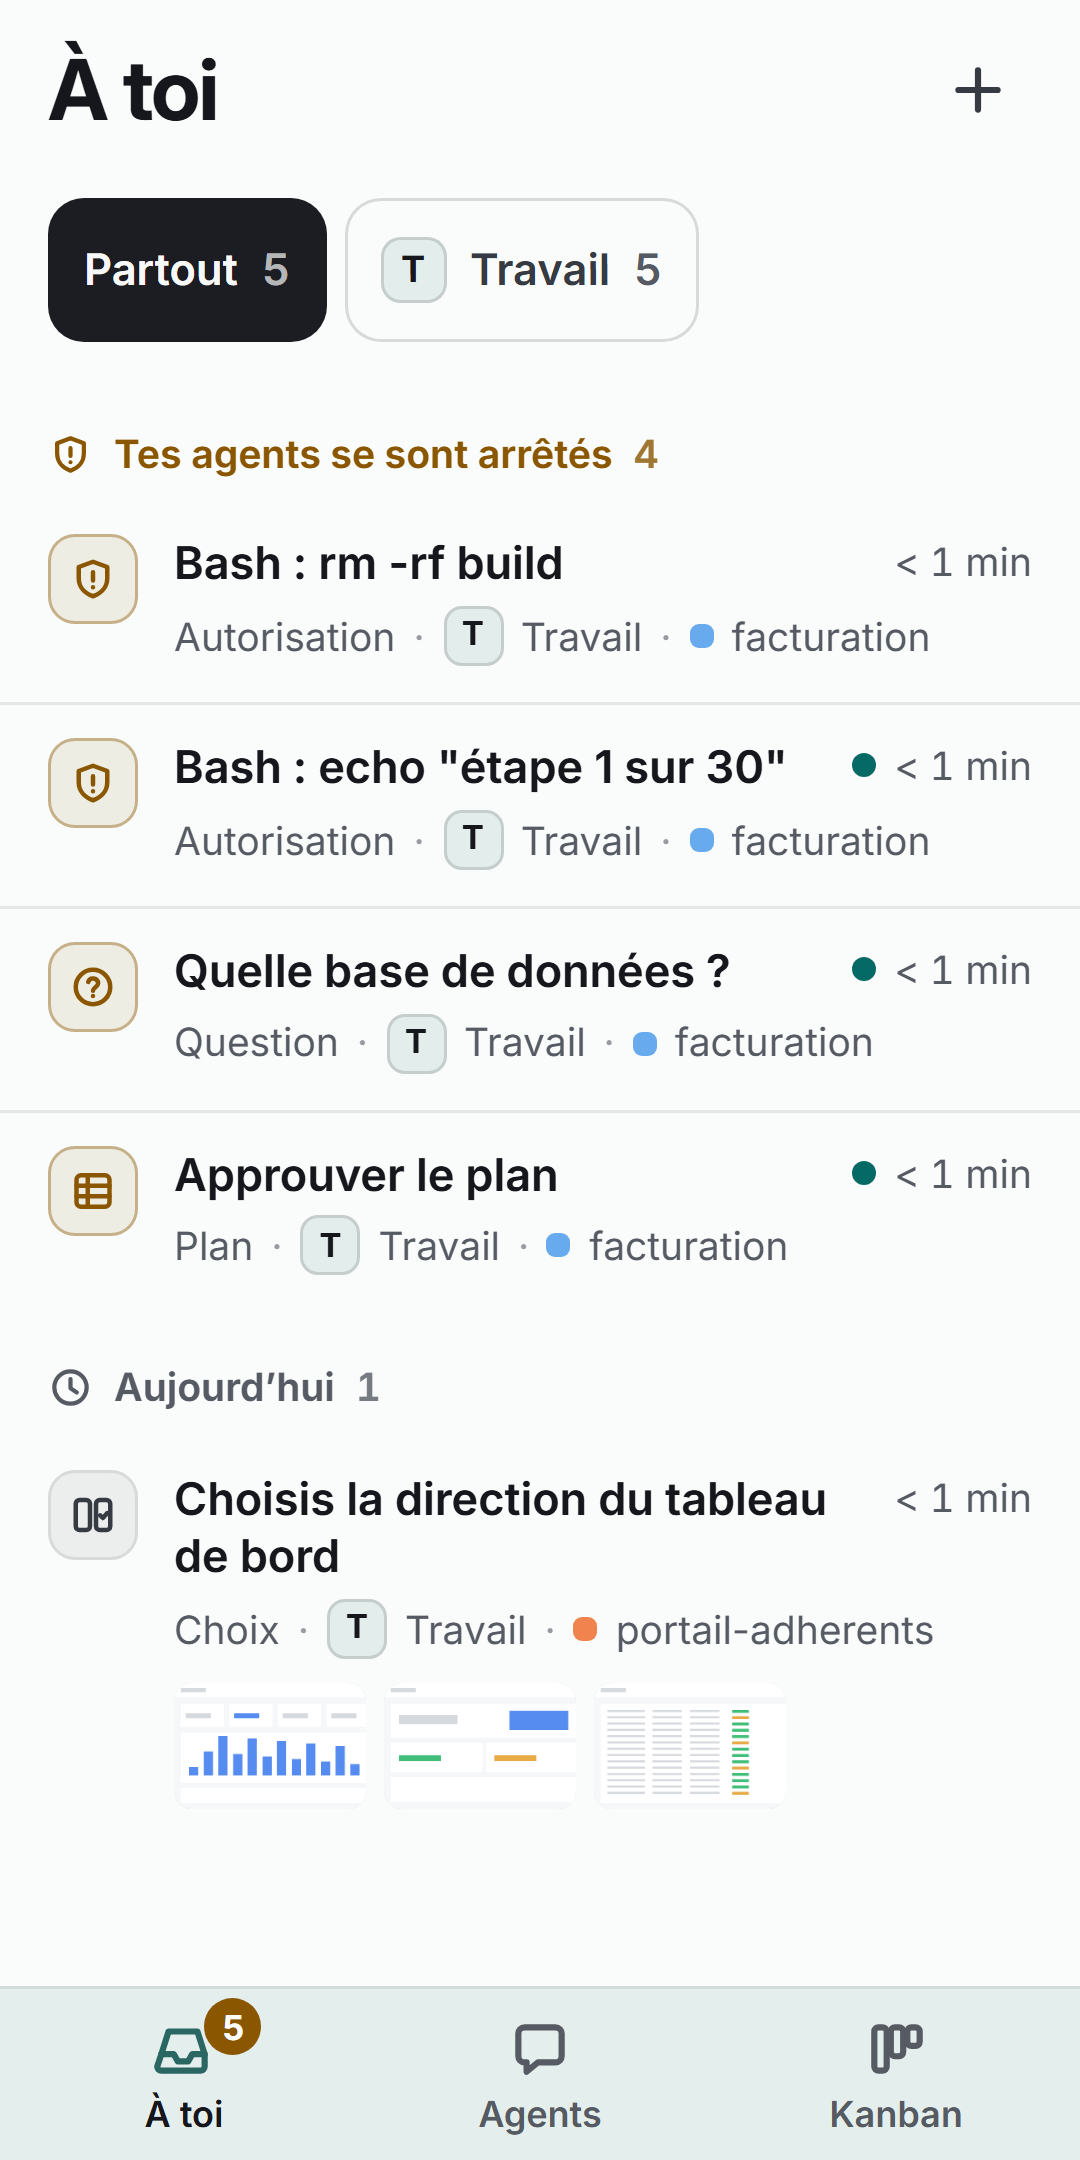 À toi
Partout 5
T Travail 5
Tes agents se sont arrêtés 4
Bash : rm -rf build < 1 min
Autorisation · T Travail · facturation
Bash : echo "étape 1 sur 30" < 1 min
Autorisation · T Travail · facturation
Quelle base de données ? < 1 min
Question · T Travail · facturation
Approuver le plan < 1 min
Plan · T Travail · facturation
Aujourd’hui 1
Choisis la direction du tableau < 1 min
de bord
Choix · T Travail · portail-adherents
5
À toi
Agents
Kanban